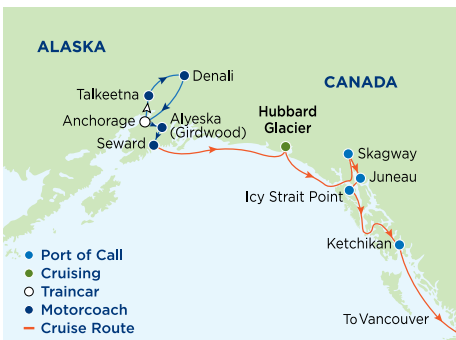 ALASKA
Denali
CANADA
Talkeetna
Hubbard
Glacier
Anchorage
Alyeska
(Girdwood)
Seward
Skagway
Juneau
Icy Strait Point
Ketchikan
Port of Call
Cruising
Traincar
Motorcoach
Cruise Route
To Vancouver